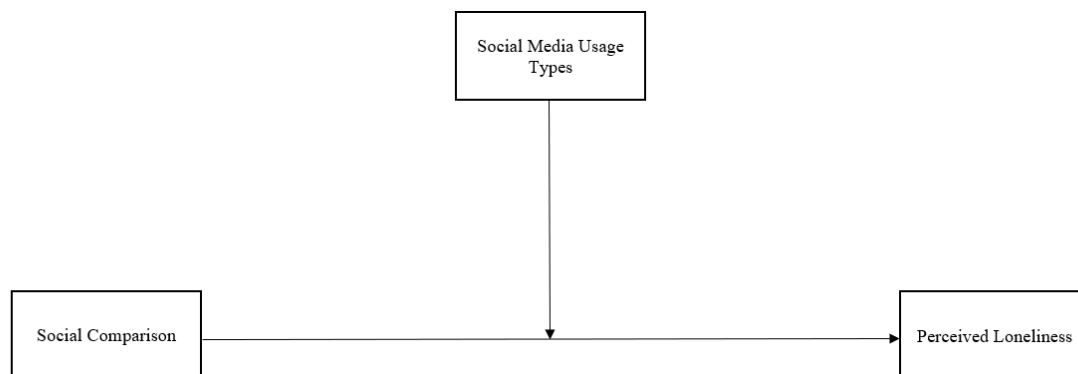 Social Media Usage
Types
Social Comparison
Perceived Loneliness